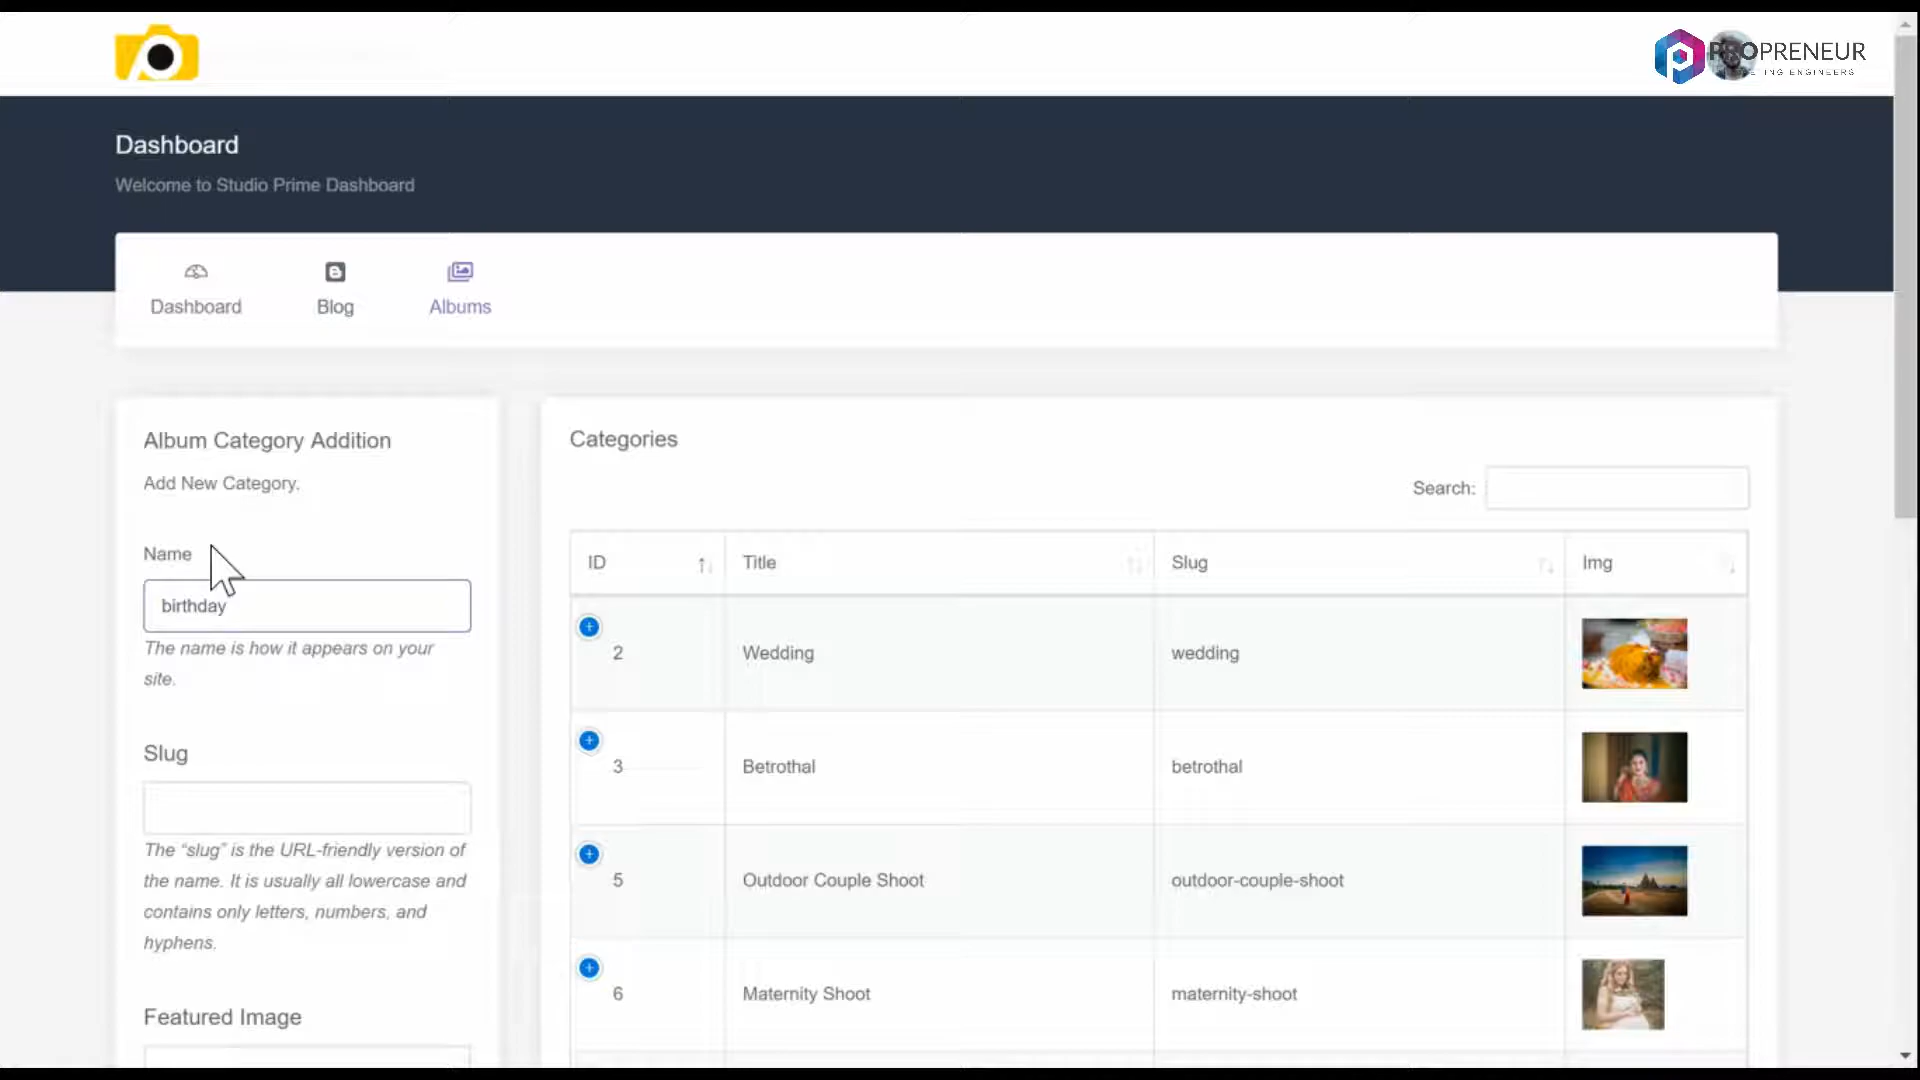 PROPRENEUR
ING ENGINEERS
Dashboard
Welcome to Studio Prime Dashboard
Dashboard
Blog
Albums
Album Category Addition
Add New Category.
Name
birthday
The name is how it appears on your
site.
Slug
The “slug” is the URL-friendly version of
the name. It is usually all lowercase and
contains only letters, numbers, and
hyphens.
Featured Image
Categories
Search:
ID Title Slug Img
2 Wedding wedding
3 Betrothal betrothal
5 Outdoor Couple Shoot outdoor-couple-shoot
6 Maternity Shoot maternity-shoot